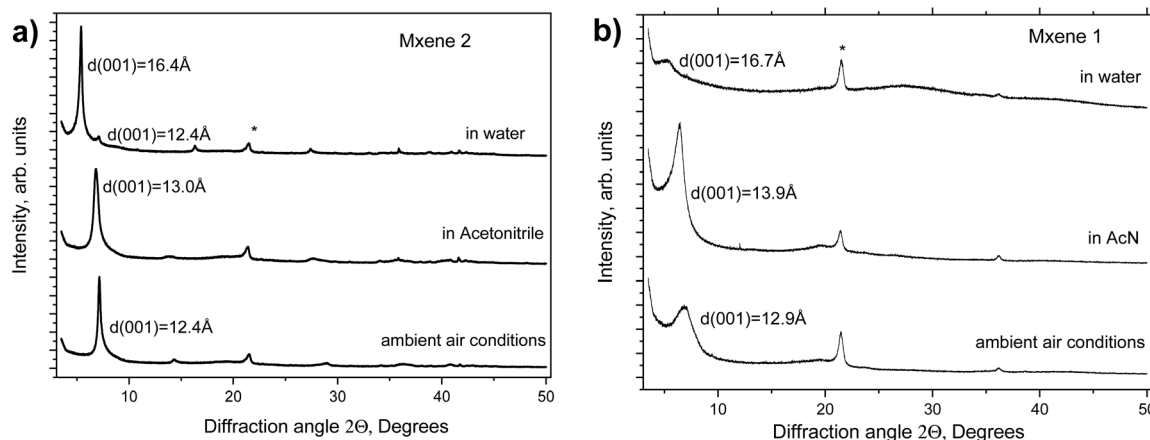 a)
Mxene 2
d(001)=16.4Å
d(001)=12.4Å
*
in water
d(001)=13.0Å
in Acetonitrile
d(001)=12.4Å
ambient air conditions
Intensity, arb. units
10 20 30 40 50
Diffraction angle 2Θ, Degrees
b)
Mxene 1
*
d(001)=16.7Å
in water
d(001)=13.9Å
in AcN
d(001)=12.9Å
ambient air conditions
Intensity, arb. units
10 20 30 40 50
Diffraction angle 2Θ, Degrees